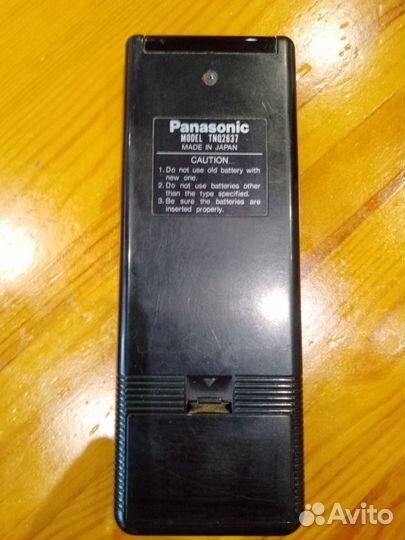 Panasonic
MODEL TNQ2637
MADE IN JAPAN
CAUTION
1. Do not use old battery with
new one.
2. Do not use batteries other
than the type specified.
3. Be sure the batteries are
inserted properly.
Avito